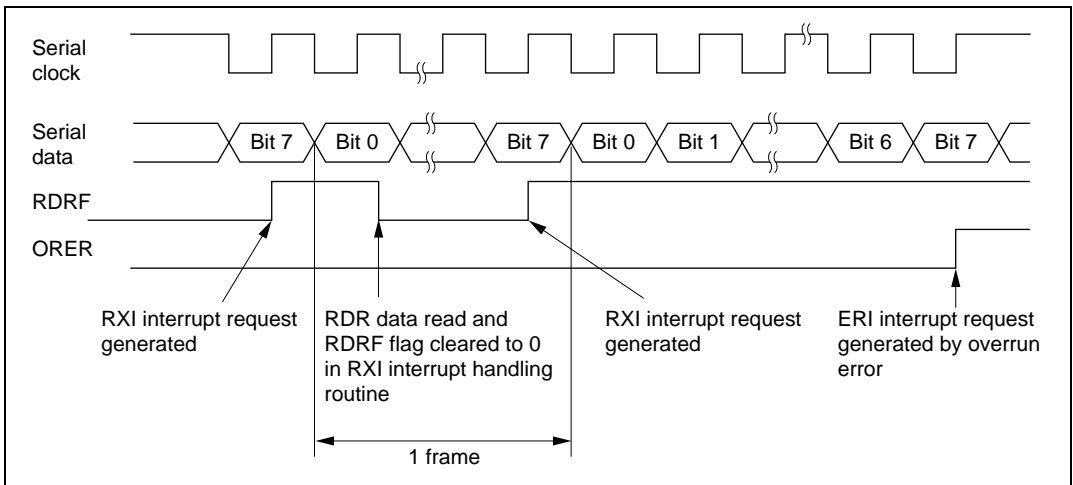 Serial
clock
Serial
data
Bit 7
Bit 0
Bit 7
Bit 0
Bit 1
Bit 6
Bit 7
RDRF
ORER
RXI interrupt request
generated
RDR data read and
RDRF flag cleared to 0
in RXI interrupt handling
routine
RXI interrupt request
generated
ERI interrupt request
generated by overrun
error
1 frame